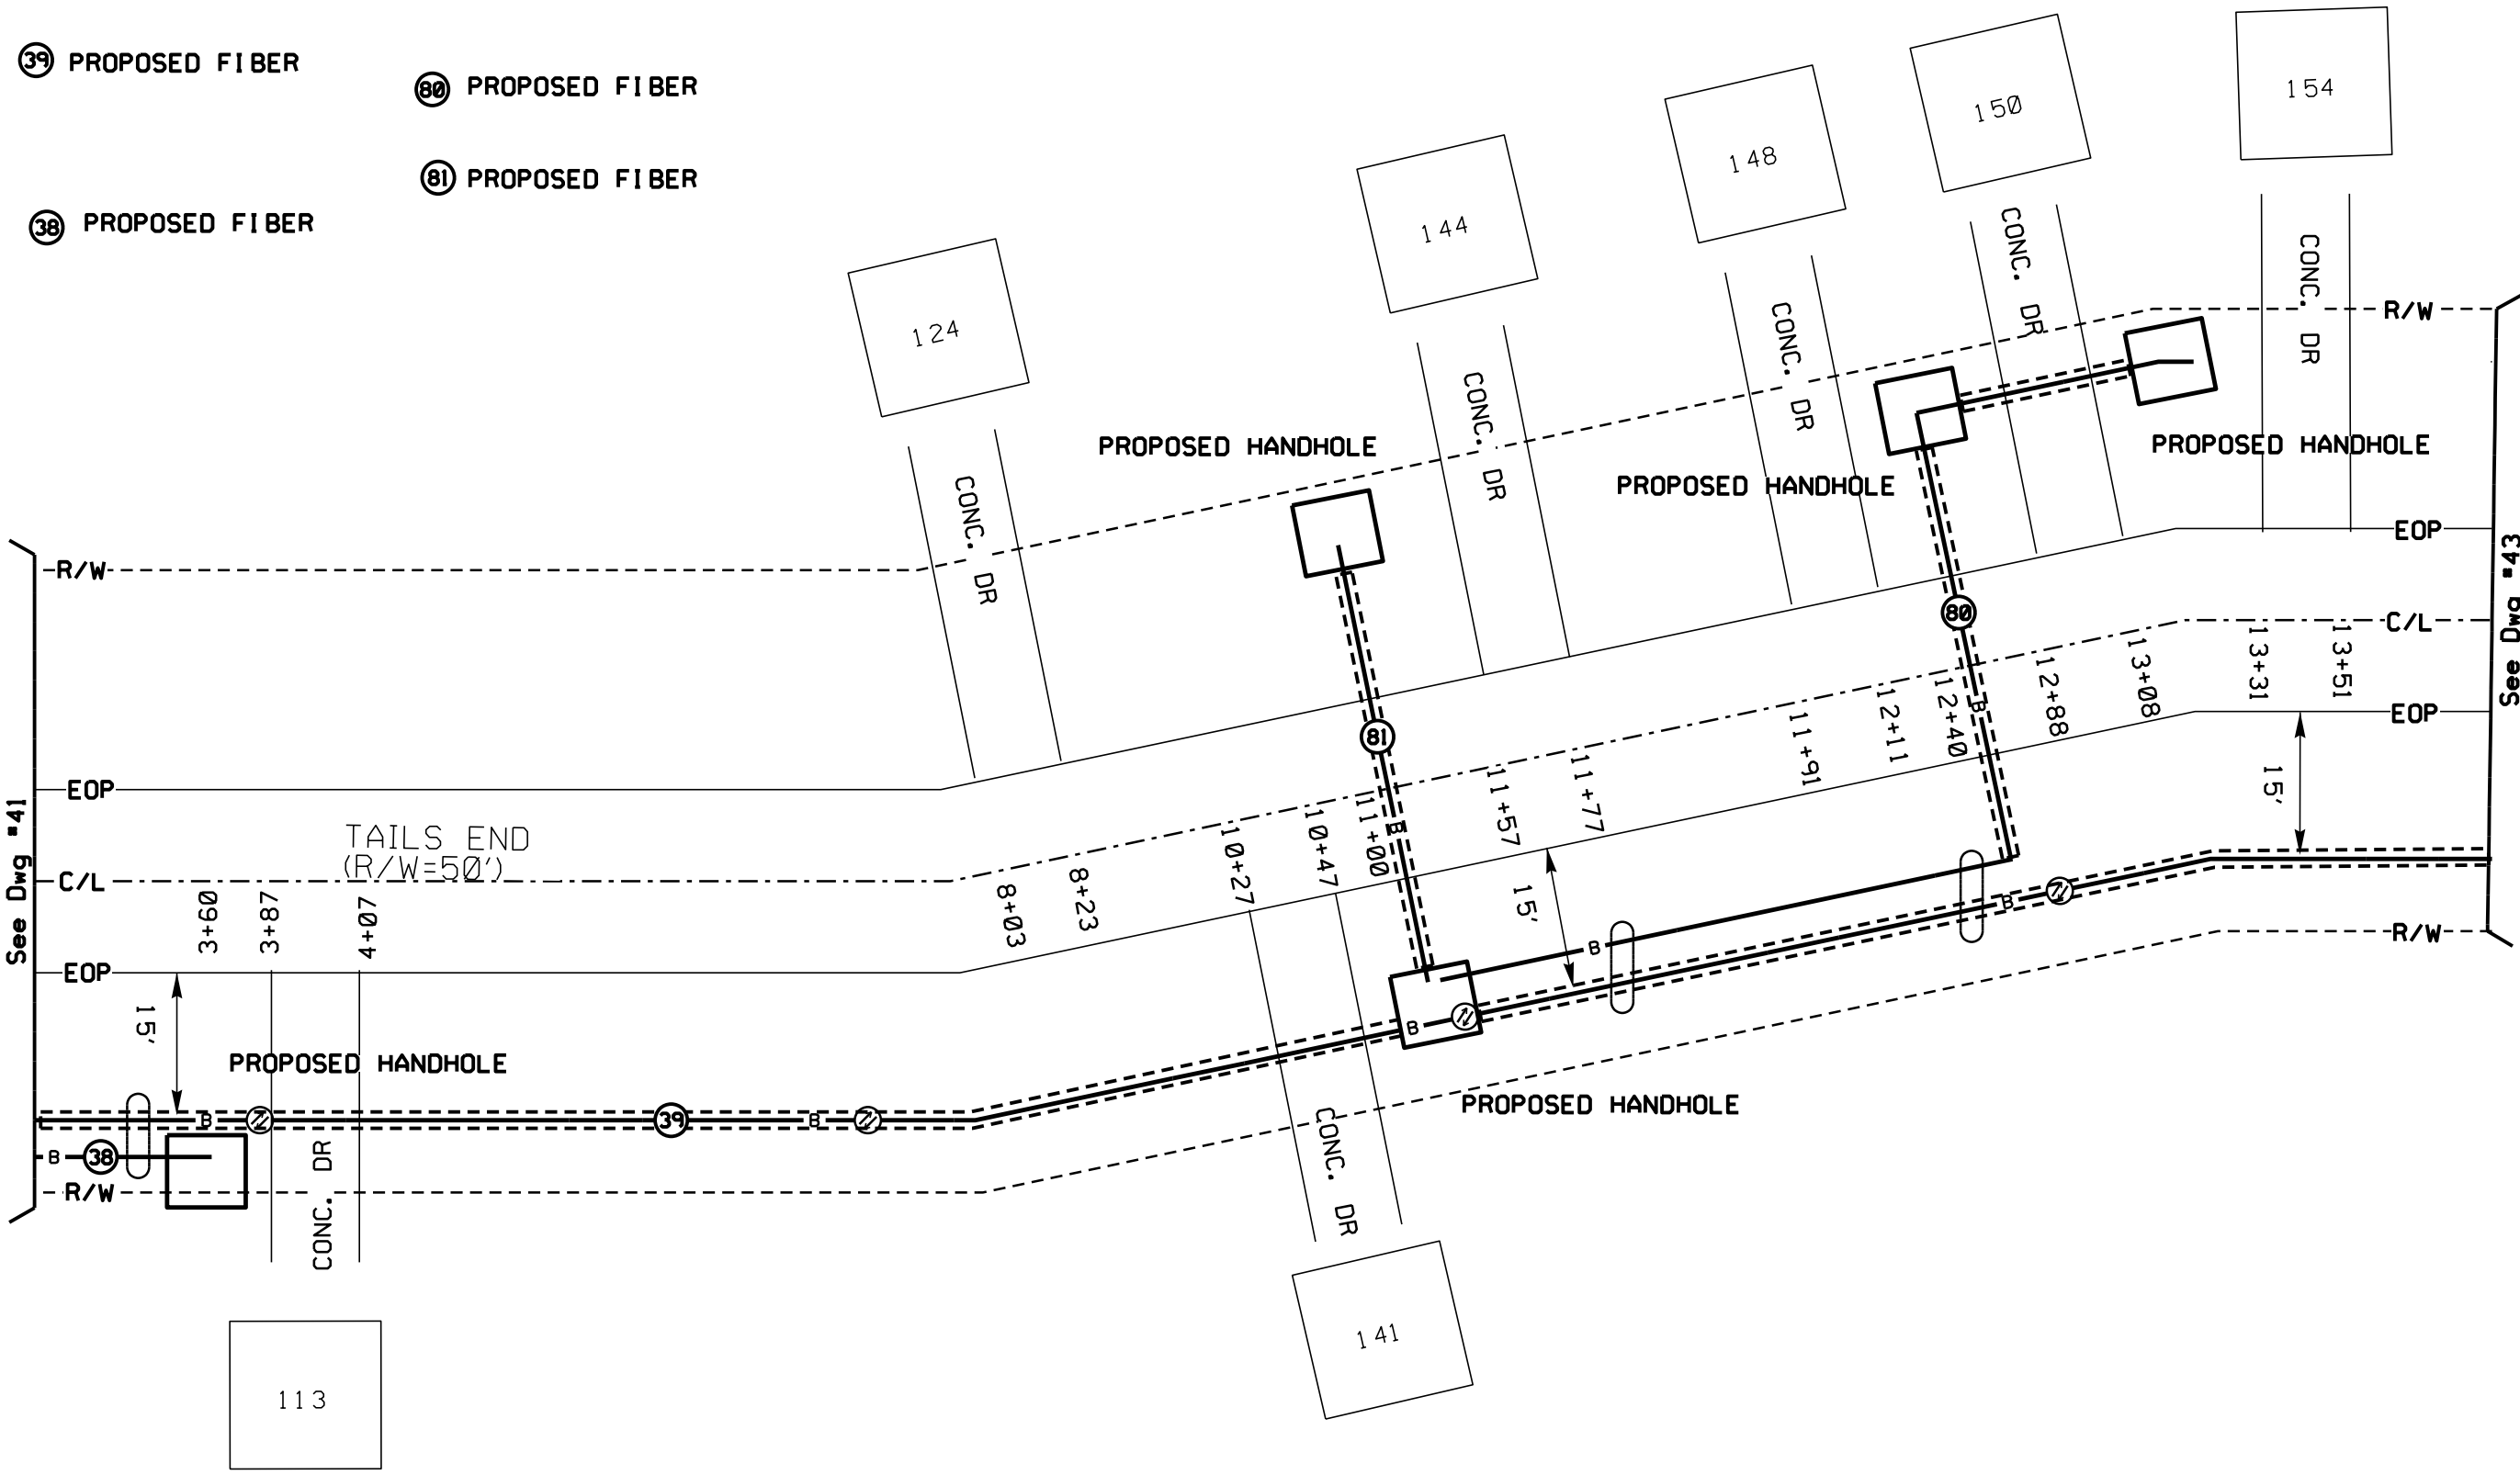 39 PROPOSED FIBER
80 PROPOSED FIBER
81 PROPOSED FIBER
38 PROPOSED FIBER
124
144
148
150
154
CONC. DR
CONC. DR
CONC. DR
CONC. DR
CONC. DR
R/W
PROPOSED HANDHOLE
PROPOSED HANDHOLE
PROPOSED HANDHOLE
R/W
EOP
80
C/L
81
EOP
EOP
See Dwg #41
See Dwg #43
TAILS END
(R/W=50')
C/L
EOP
3+60
3+87
4+07
8+03
8+23
10+27
10+47
11+00
11+57
11+77
11+91
12+11
12+40
12+88
13+08
13+31
13+51
B
B
15'
15'
15'
B
B
R/W
PROPOSED HANDHOLE
B
B
39
B
B
38
R/W
PROPOSED HANDHOLE
CONC. DR
CONC. DR
141
113